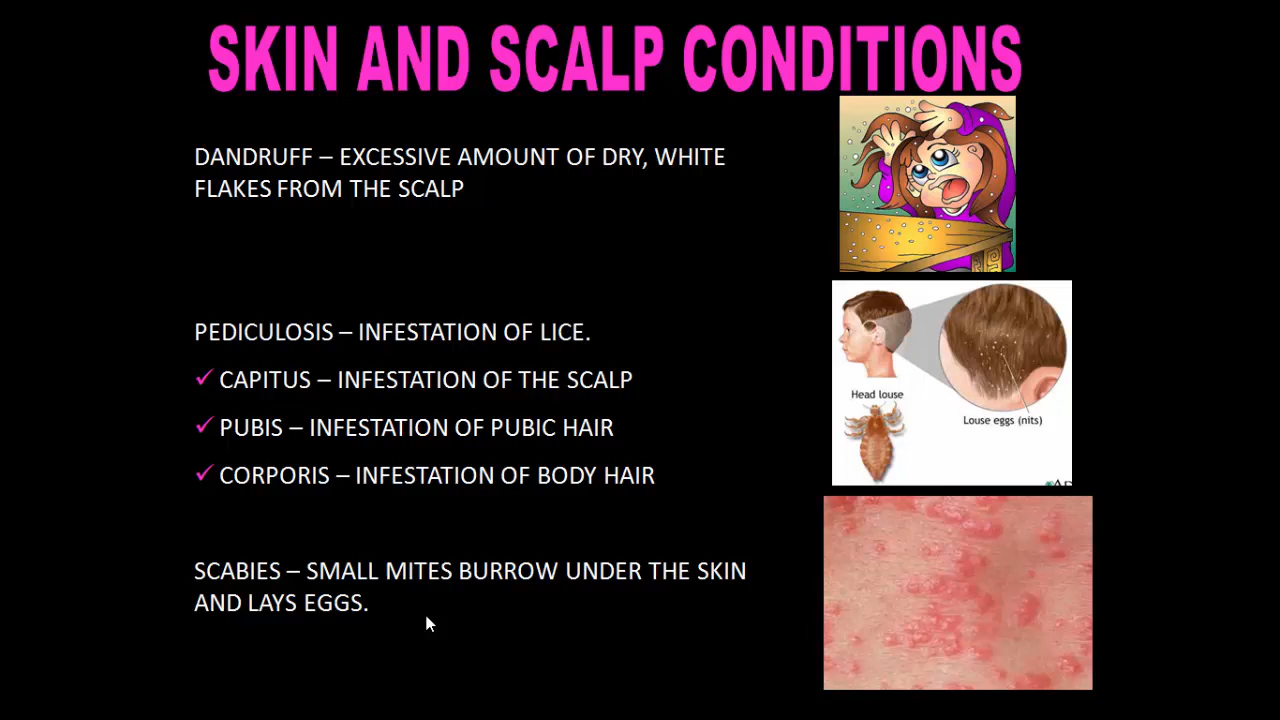 SKIN AND SCALP CONDITIONS
DANDRUFF – EXCESSIVE AMOUNT OF DRY, WHITE
FLAKES FROM THE SCALP
PEDICULOSIS – INFESTATION OF LICE.
✓ CAPITUS – INFESTATION OF THE SCALP
✓ PUBIS – INFESTATION OF PUBIC HAIR
✓ CORPORIS – INFESTATION OF BODY HAIR
Head louse
Louse eggs (nits)
SCABIES – SMALL MITES BURROW UNDER THE SKIN
AND LAYS EGGS.